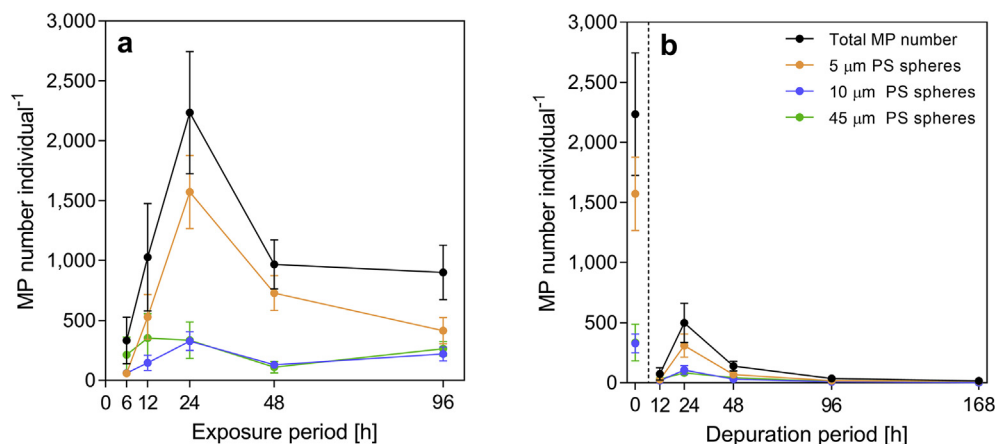 a
3,000
2,500
2,000
1,500
1,000
500
0
MP number individual-1
0 6 12 24 48 96
Exposure period [h]
b
3,000
2,500
2,000
1,500
1,000
500
0
MP number individual-1
Total MP number
5 μm PS spheres
10 μm PS spheres
45 μm PS spheres
0 12 24 48 96 168
Depuration period [h]